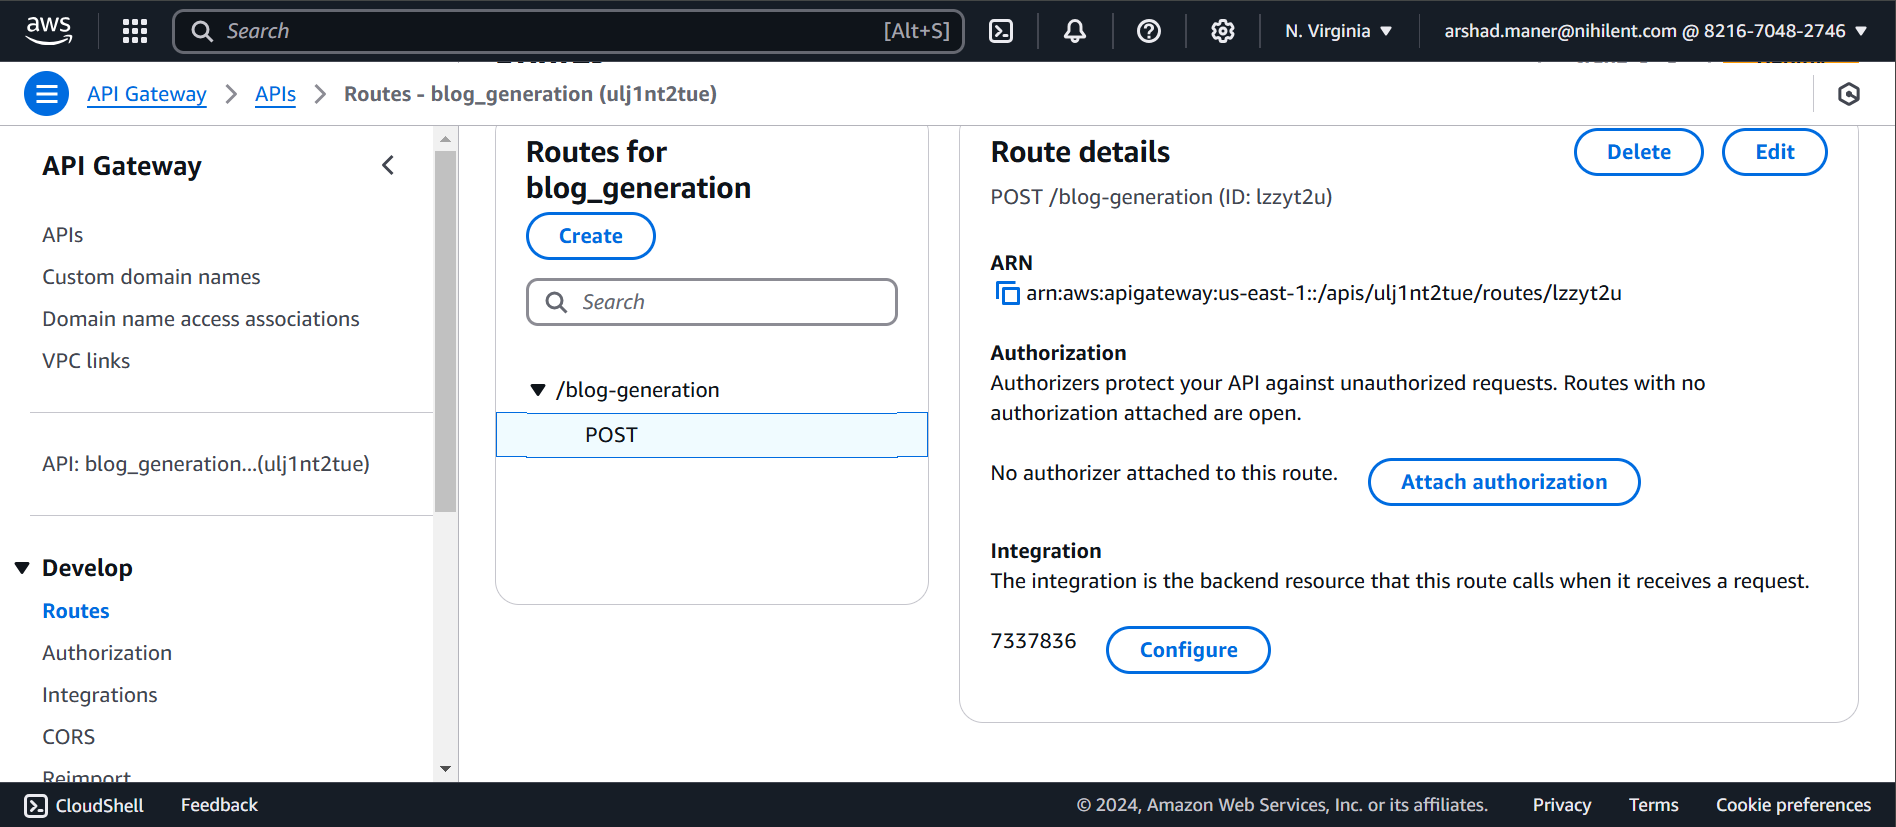 aws
Search
[Alt+S]
N. Virginia
arshad.maner@nihilent.com @ 8216-7048-2746
API Gateway
APIs
Routes - blog_generation (ulj1nt2tue)
API Gateway
APIs
Custom domain names
Domain name access associations
VPC links
API: blog_generation...(ulj1nt2tue)
Develop
Routes
Authorization
Integrations
CORS
Reimport
Routes for
blog_generation
Create
Search
/blog-generation
POST
Route details
Delete
Edit
POST /blog-generation (ID: lzzyt2u)
ARN
arn:aws:apigateway:us-east-1::/apis/ulj1nt2tue/routes/lzzyt2u
Authorization
Authorizers protect your API against unauthorized requests. Routes with no
authorization attached are open.
No authorizer attached to this route.
Attach authorization
Integration
The integration is the backend resource that this route calls when it receives a request.
7337836
Configure
CloudShell
Feedback
© 2024, Amazon Web Services, Inc. or its affiliates.
Privacy
Terms
Cookie preferences